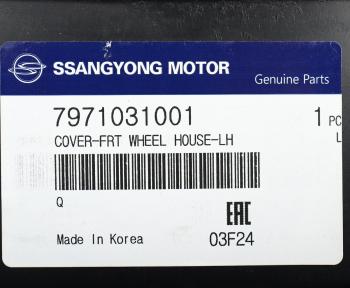 SSANGYONG MOTOR
Genuine Parts
7971031001 1 PC
COVER-FRT WHEEL HOUSE-LH L
Q
EAC
Made In Korea 03F24